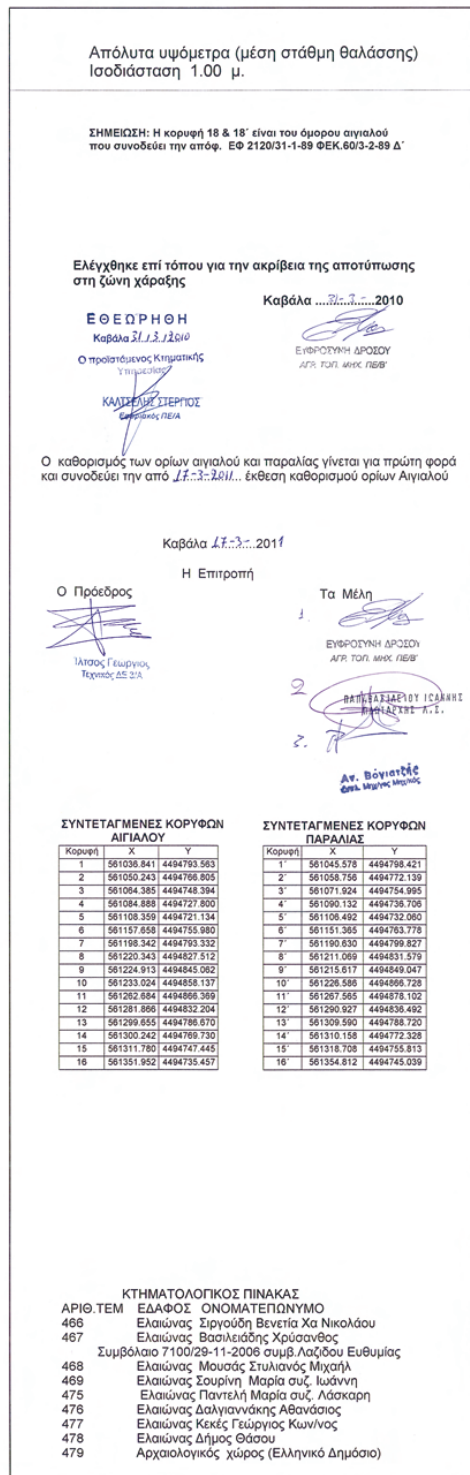 Απόλυτα υψόμετρα (μέση στάθμη θαλάσσης)
Ισοδιάσταση 1.00 μ.
ΣΗΜΕΙΩΣΗ: Η κορυφή 18 & 18΄ είναι του όμορου αιγιαλού
που συνοδεύει την απόφ. ΕΦ 2120/31-1-89 ΦΕΚ.60/3-2-89 Δ΄
Ελέγχθηκε επί τόπου για την ακρίβεια της αποτύπωσης
στη ζώνη χάραξης
Καβάλα ...31-3-...2010
ΕΘΕΩΡΗΘΗ
Καβάλα 31/3/2010
Ο προϊστάμενος Κτηματικής
Υπηρεσίας
ΚΑΛΤΣΕΛΗΣ ΣΤΕΡΓΙΟΣ
Εφοριακός ΠΕ/Α
ΕΥΦΡΟΣΥΝΗ ΔΡΟΣΟΥ
ΑΓΡ. ΤΟΠ. ΜΗΧ. ΠΕ/Β'
Ο καθορισμός των ορίων αιγιαλού και παραλίας γίνεται για πρώτη φορά
και συνοδεύει την από 17-3-2011... έκθεση καθορισμού ορίων Αιγιαλού
Καβάλα 17-3-...2011
Η Επιτροπή
Ο Πρόεδρος
Ίλτσος Γεωργιος
Τεχνικός ΔΕ
Τα Μέλη
1.
ΕΥΦΡΟΣΥΝΗ ΔΡΟΣΟΥ
ΑΓΡ. ΤΟΠ. ΜΗΧ. ΠΕ/Β'
2
ΠΑΠΑΒΑΣΙΛΕΙΟΥ ΙΩΑΝΝΗΣ
ΠΛΩΤΑΡΧΗΣ Λ.Σ.
3.
Αν. Βογιατζής
ΣΥΝΤΕΤΑΓΜΕΝΕΣ ΚΟΡΥΦΩΝ
ΑΙΓΙΑΛΟΥ
Κορυφή X Y
1 561036.841 4494793.563
2 561050.243 4494766.805
3 561064.385 4494748.394
4 561084.888 4494727.800
5 561108.359 4494721.134
6 561157.658 4494755.980
7 561198.342 4494793.332
8 561220.343 4494827.512
9 561224.913 4494845.062
10 561233.024 4494858.137
11 561262.684 4494866.369
12 561281.866 4494832.204
13 561299.655 4494786.670
14 561300.242 4494769.730
15 561311.780 4494747.445
16 561351.952 4494735.457
ΣΥΝΤΕΤΑΓΜΕΝΕΣ ΚΟΡΥΦΩΝ
ΠΑΡΑΛΙΑΣ
Κορυφή X Y
1΄ 561045.578 4494798.421
2΄ 561058.756 4494772.139
3΄ 561071.924 4494754.995
4΄ 561090.132 4494736.706
5΄ 561106.492 4494732.060
6΄ 561151.365 4494763.778
7΄ 561190.630 4494799.827
8΄ 561211.069 4494831.579
9΄ 561215.617 4494849.047
10΄ 561226.586 4494866.728
11΄ 561267.565 4494878.102
12΄ 561290.927 4494836.492
13΄ 561309.590 4494788.720
14΄ 561310.158 4494772.328
15΄ 561318.708 4494755.813
16΄ 561354.812 4494745.039
ΚΤΗΜΑΤΟΛΟΓΙΚΟΣ ΠΙΝΑΚΑΣ
ΑΡΙΘ.ΤΕΜ ΕΔΑΦΟΣ ΟΝΟΜΑΤΕΠΩΝΥΜΟ
466 Ελαιώνας Σιργούδη Βενετία Χα Νικολάου
467 Ελαιώνας Βασιλειάδης Χρύσανθος
Συμβόλαιο 7100/29-11-2006 συμβ.Λαζιδου Ευθυμίας
468 Ελαιώνας Μουσάς Στυλιανός Μιχαήλ
469 Ελαιώνας Σουρίνη Μαρία συζ. Ιωάννη
475 Ελαιώνας Παντελή Μαρία συζ. Λάσκαρη
476 Ελαιώνας Δαλγιαννάκης Αθανάσιος
477 Ελαιώνας Κεκές Γεώργιος Κων/νος
478 Ελαιώνας Δήμος Θάσου
479 Αρχαιολογικός χώρος (Ελληνικό Δημόσιο)